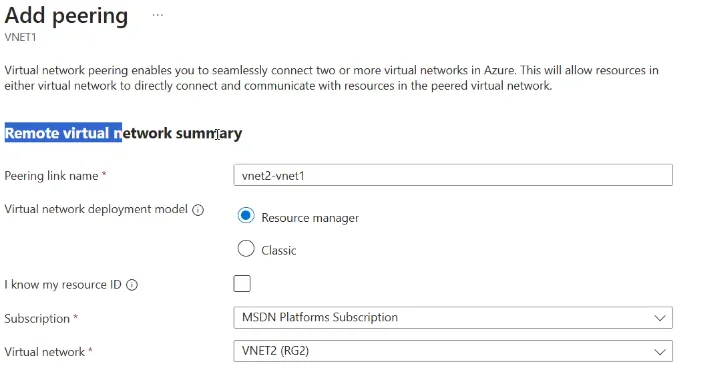 Add peering ...
VNET1
Virtual network peering enables you to seamlessly connect two or more virtual networks in Azure. This will allow resources in
either virtual network to directly connect and communicate with resources in the peered virtual network.
Remote virtual network summary
Peering link name * vnet2-vnet1
Virtual network deployment model Resource manager
Classic
I know my resource ID
Subscription * MSDN Platforms Subscription
Virtual network * VNET2 (RG2)